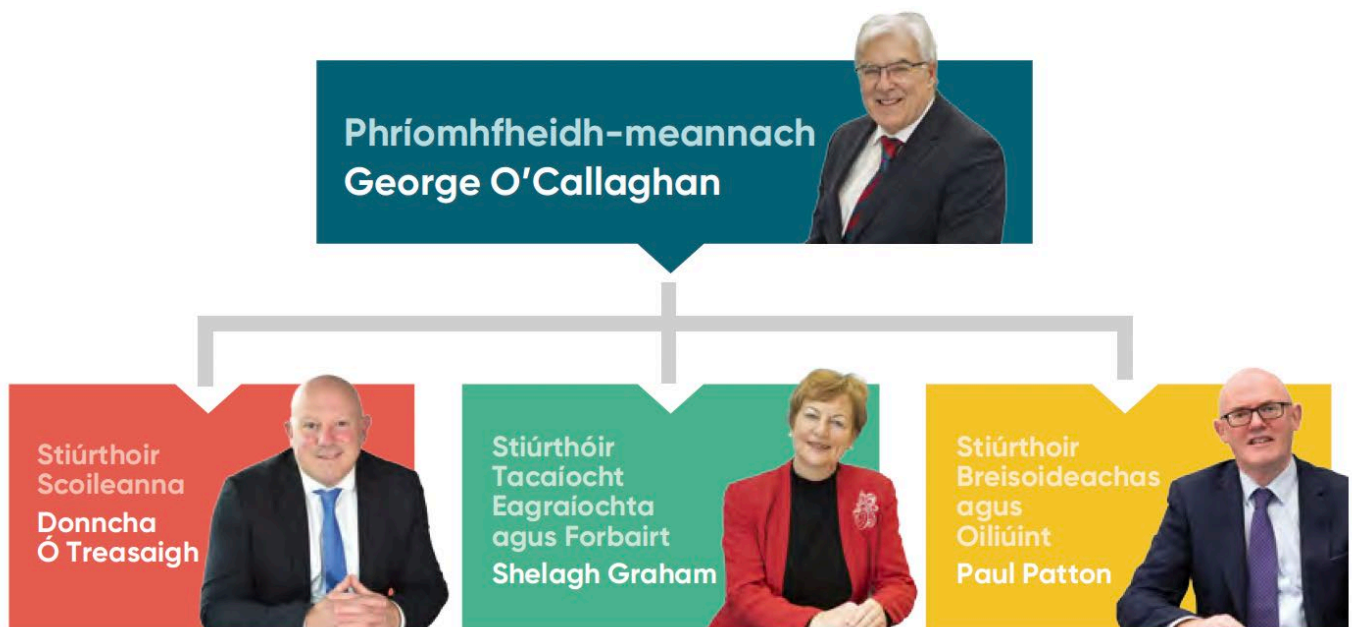 Phríomhfheidh-meannach
George O'Callaghan
Stiúrthoir
Scoileanna
Donncha
Ó Treasaigh
Stiúrthóir
Tacaíocht
Eagraíochta
agus Forbairt
Shelagh Graham
Stiúrthoir
Breisoideachas
agus
Oiliúint
Paul Patton